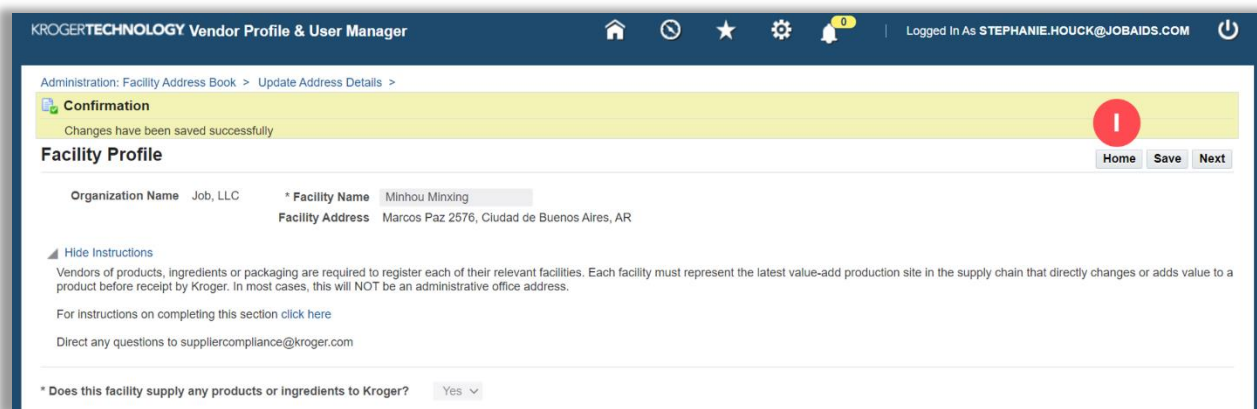 KROGERTECHNOLOGY. Vendor Profile & User Manager
0
Logged In As STEPHANIE.HOUCK@JOBAIDS.COM
Administration: Facility Address Book > Update Address Details >
Confirmation
Changes have been saved successfully
I
Facility Profile
Home Save Next
Organization Name Job, LLC * Facility Name Minhou Minxing
Facility Address Marcos Paz 2576, Ciudad de Buenos Aires, AR
Hide Instructions
Vendors of products, ingredients or packaging are required to register each of their relevant facilities. Each facility must represent the latest value-add production site in the supply chain that directly changes or adds value to a
product before receipt by Kroger. In most cases, this will NOT be an administrative office address.
For instructions on completing this section click here
Direct any questions to suppliercompliance@kroger.com
* Does this facility supply any products or ingredients to Kroger? Yes